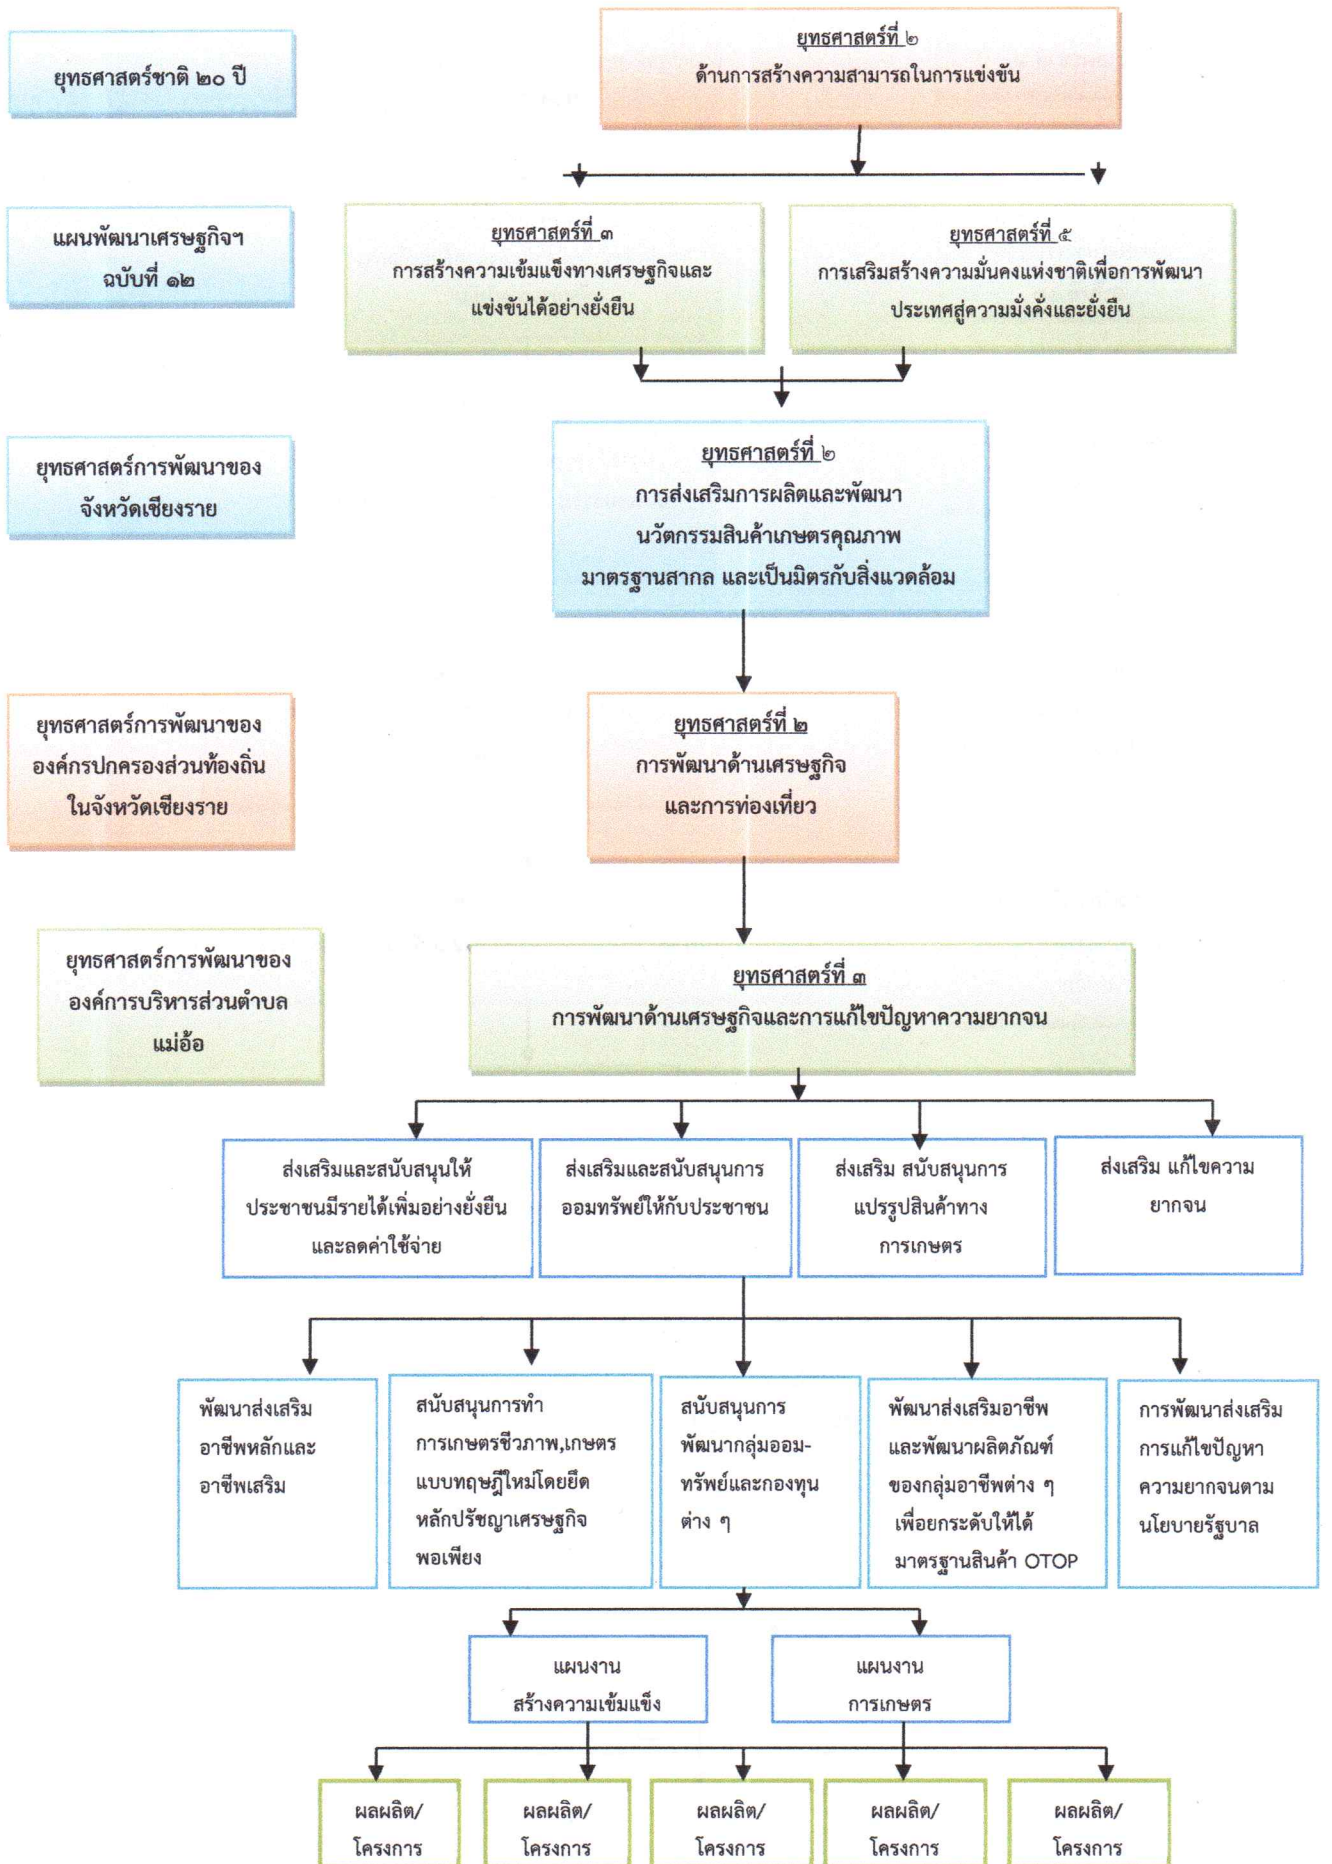 ยุทธศาสตร์ชาติ ๒๐ ปี
ยุทธศาสตร์ที่ ๒
ด้านการสร้างความสามารถในการแข่งขัน
แผนพัฒนาเศรษฐกิจฯ
ฉบับที่ ๑๒
ยุทธศาสตร์ที่ ๓
การสร้างความเข้มแข็งทางเศรษฐกิจและ
แข่งขันได้อย่างยั่งยืน
ยุทธศาสตร์ที่ ๕
การเสริมสร้างความมั่นคงแห่งชาติเพื่อการพัฒนา
ประเทศสู่ความมั่งคั่งและยั่งยืน
ยุทธศาสตร์การพัฒนาของ
จังหวัดเชียงราย
ยุทธศาสตร์ที่ ๒
การส่งเสริมการผลิตและพัฒนา
นวัตกรรมสินค้าเกษตรคุณภาพ
มาตรฐานสากล และเป็นมิตรกับสิ่งแวดล้อม
ยุทธศาสตร์การพัฒนาของ
องค์กรปกครองส่วนท้องถิ่น
ในจังหวัดเชียงราย
ยุทธศาสตร์ที่ ๒
การพัฒนาด้านเศรษฐกิจ
และการท่องเที่ยว
ยุทธศาสตร์การพัฒนาของ
องค์การบริหารส่วนตำบล
แม่อ้อ
ยุทธศาสตร์ที่ ๓
การพัฒนาด้านเศรษฐกิจและการแก้ไขปัญหาความยากจน
ส่งเสริมและสนับสนุนให้
ประชาชนมีรายได้เพิ่มอย่างยั่งยืน
และลดค่าใช้จ่าย
ส่งเสริมและสนับสนุนการ
ออมทรัพย์ให้กับประชาชน
ส่งเสริม สนับสนุนการ
แปรรูปสินค้าทาง
การเกษตร
ส่งเสริม แก้ไขความ
ยากจน
พัฒนาส่งเสริม
อาชีพหลักและ
อาชีพเสริม
สนับสนุนการทำ
การเกษตรชีวภาพ,เกษตร
แบบทฤษฎีใหม่โดยยึด
หลักปรัชญาเศรษฐกิจ
พอเพียง
สนับสนุนการ
พัฒนากลุ่มออม-
ทรัพย์และกองทุน
ต่าง ๆ
พัฒนาส่งเสริมอาชีพ
และพัฒนาผลิตภัณฑ์
ของกลุ่มอาชีพต่าง ๆ
เพื่อยกระดับให้ได้
มาตรฐานสินค้า OTOP
การพัฒนาส่งเสริม
การแก้ไขปัญหา
ความยากจนตาม
นโยบายรัฐบาล
แผนงาน
สร้างความเข้มแข็ง
แผนงาน
การเกษตร
ผลผลิต/
โครงการ
ผลผลิต/
โครงการ
ผลผลิต/
โครงการ
ผลผลิต/
โครงการ
ผลผลิต/
โครงการ